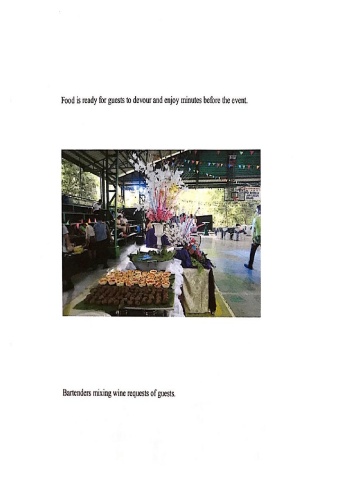 Food is ready for guests to devour and enjoy minutes before the event.
Bartenders mixing wine requests of guests.